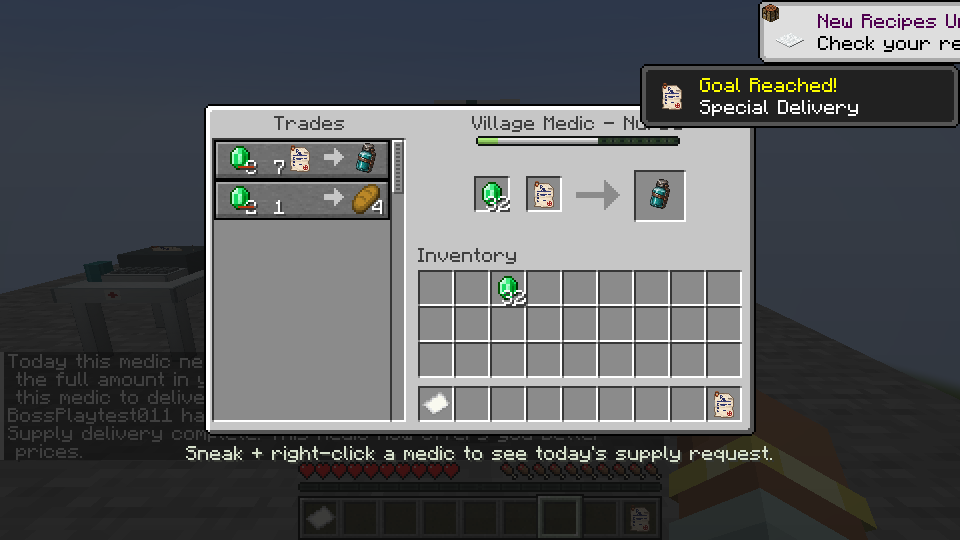 New Recipes U
Check your re
Goal Reached!
Special Delivery
Trades
Village Medic - Nur
7
1
4
32
Inventory
32
Today this medic ne
the full amount in y
this medic to delive
BossPlaytest011 ha
Supply delivery complete. This medic now offers you better
prices.
Sneak + right-click a medic to see today's supply request.